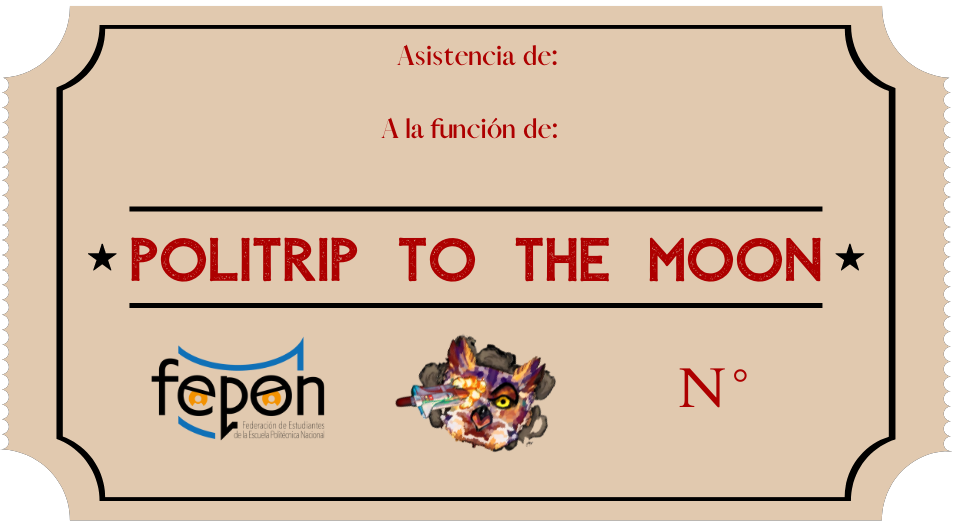 Asistencia de:
A la función de:
POLITRIP TO THE MOON
fepon
Federación de Estudiantes
de la Escuela Politécnica Nacional
N°